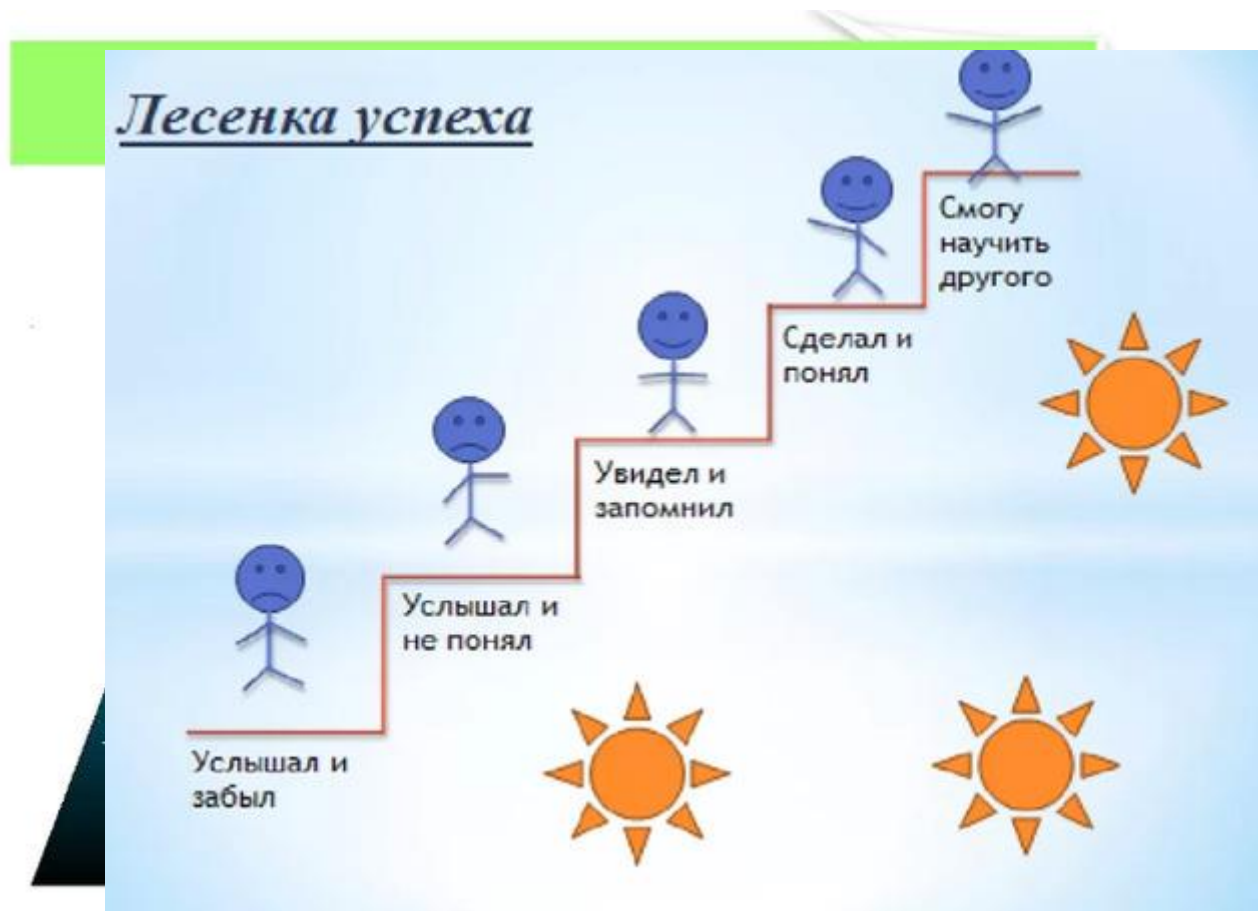 Лесенка успеха
Смогу
научить
другого
Сделал и
понял
Увидел и
запомнил
Услышал и
не понял
Услышал и
забыл